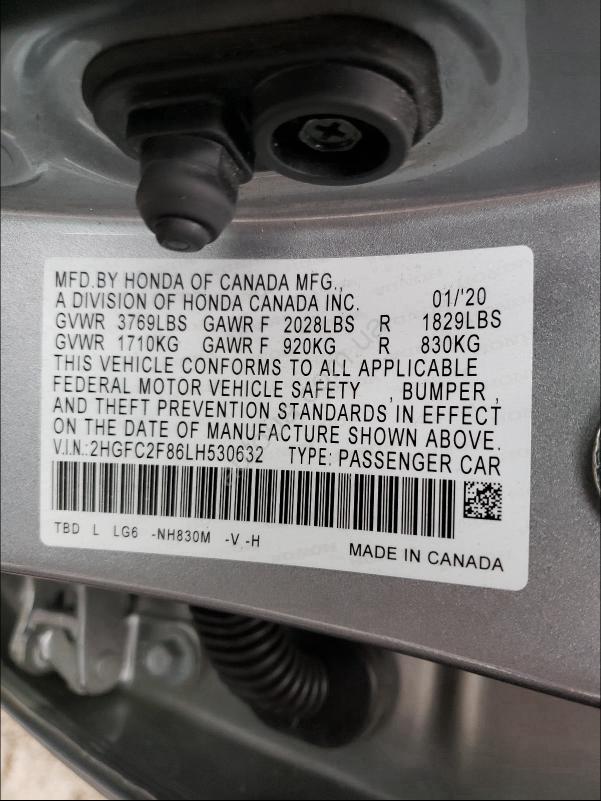 MFD.BY HONDA OF CANADA MFG.,
A DIVISION OF HONDA CANADA INC. 01/'20
GVWR 3769LBS GAWR F 2028LBS R 1829LBS
GVWR 1710KG GAWR F 920KG R 830KG
THIS VEHICLE CONFORMS TO ALL APPLICABLE
FEDERAL MOTOR VEHICLE SAFETY , BUMPER ,
AND THEFT PREVENTION STANDARDS IN EFFECT
ON THE DATE OF MANUFACTURE SHOWN ABOVE.
V.I.N.:2HGFC2F86LH530632 TYPE: PASSENGER CAR
TBD L LG6 -NH830M -V -H
MADE IN CANADA